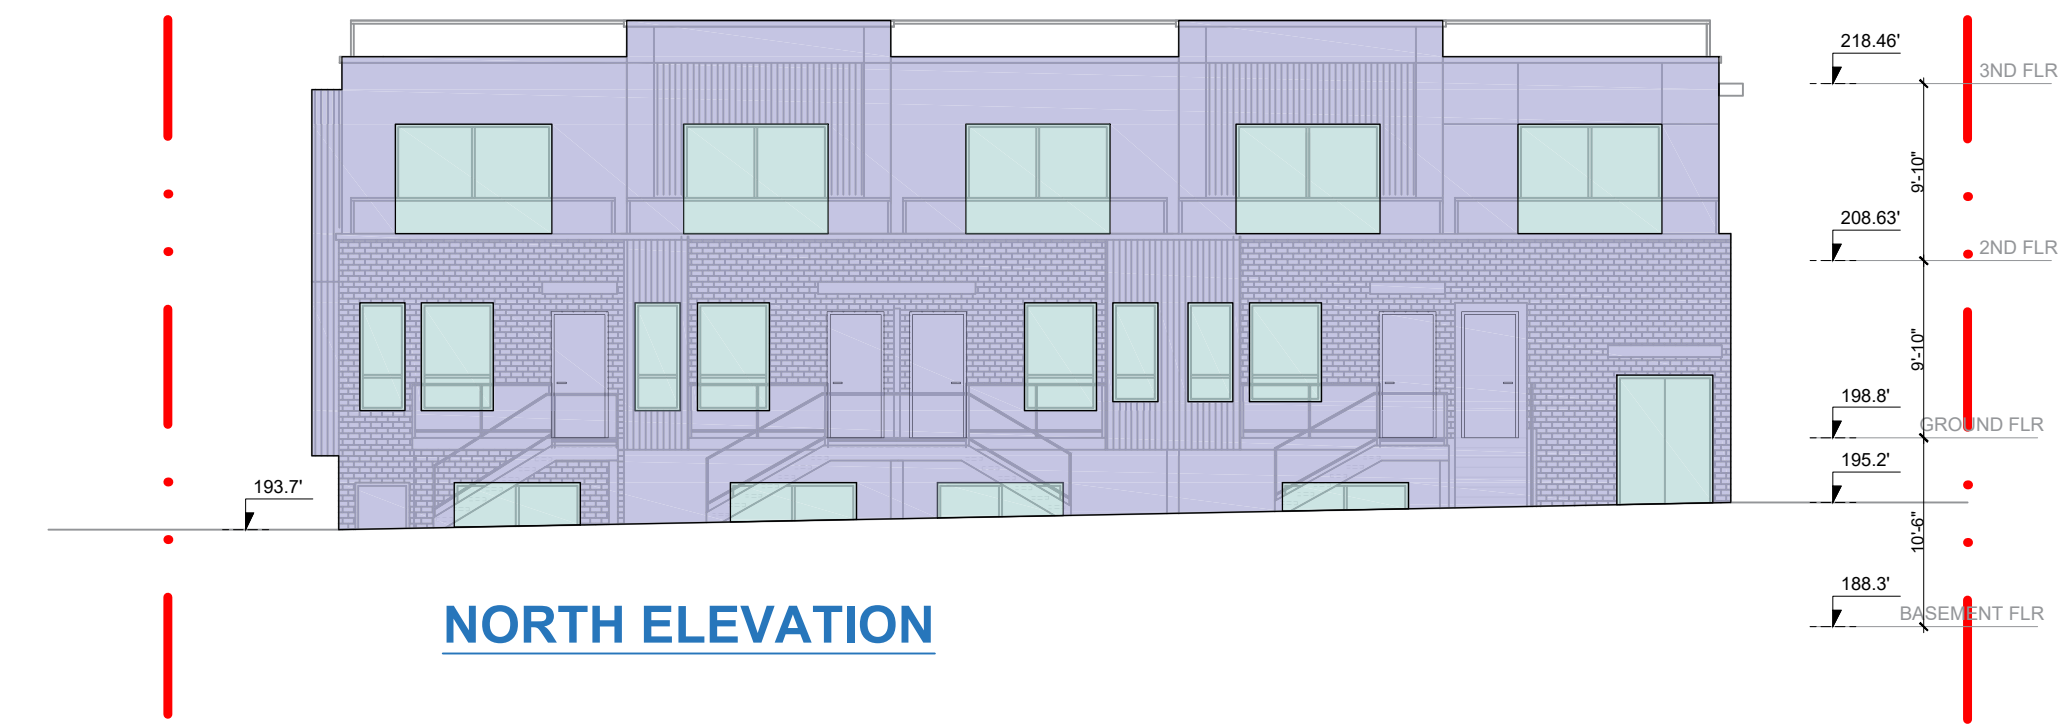 218.46'
3ND FLR
9'-10"
208.63'
2ND FLR
9'-10"
198.8'
GROUND FLR
195.2'
193.7'
10'-6"
188.3'
BASEMENT FLR
NORTH ELEVATION